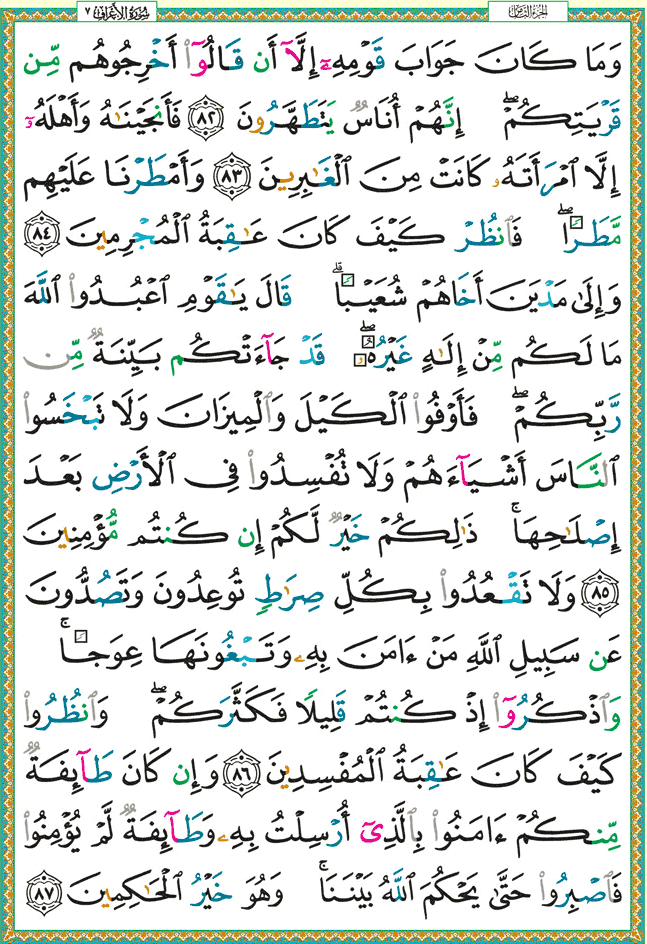 سورة الأعراف ٧
الجزء الثامن
وَمَا كَانَ جَوَابَ قَوْمِهِۦٓ إِلَّآ أَن قَالُوٓا۟ أَخْرِجُوهُم مِّن
قَرْيَتِكُمْ ۖ إِنَّهُمْ أُنَاسٌ يَتَطَهَّرُونَ ٨٢ فَأَنجَيْنَـٰهُ وَأَهْلَهُۥٓ
إِلَّا ٱمْرَأَتَهُۥ كَانَتْ مِنَ ٱلْغَـٰبِرِينَ ٨٣ وَأَمْطَرْنَا عَلَيْهِم
مَّطَرًا ۖ فَٱنظُرْ كَيْفَ كَانَ عَـٰقِبَةُ ٱلْمُجْرِمِينَ ٨٤
وَإِلَىٰ مَدْيَنَ أَخَاهُمْ شُعَيْبًا ۗ قَالَ يَـٰقَوْمِ ٱعْبُدُوا۟ ٱللَّهَ
مَا لَكُم مِّنْ إِلَـٰهٍ غَيْرُهُۥ ۖ قَدْ جَآءَتْكُم بَيِّنَةٌ مِّن
رَّبِّكُمْ ۖ فَأَوْفُوا۟ ٱلْكَيْلَ وَٱلْمِيزَانَ وَلَا تَبْخَسُوا۟
ٱلنَّاسَ أَشْيَآءَهُمْ وَلَا تُفْسِدُوا۟ فِى ٱلْأَرْضِ بَعْدَ
إِصْلَـٰحِهَا ۚ ذَٰلِكُمْ خَيْرٌ لَّكُمْ إِن كُنتُم مُّؤْمِنِينَ
٨٥ وَلَا تَقْعُدُوا۟ بِكُلِّ صِرَٰطٍ تُوعِدُونَ وَتَصُدُّونَ
عَن سَبِيلِ ٱللَّهِ مَنْ ءَامَنَ بِهِۦ وَتَبْغُونَهَا عِوَجًا ۚ
وَٱذْكُرُوٓا۟ إِذْ كُنتُمْ قَلِيلًا فَكَثَّرَكُمْ ۖ وَٱنظُرُوا۟
كَيْفَ كَانَ عَـٰقِبَةُ ٱلْمُفْسِدِينَ ٨٦ وَإِن كَانَ طَآئِفَةٌ
مِّنكُمْ ءَامَنُوا۟ بِٱلَّذِىٓ أُرْسِلْتُ بِهِۦ وَطَآئِفَةٌ لَّمْ يُؤْمِنُوا۟
فَٱصْبِرُوا۟ حَتَّىٰ يَحْكُمَ ٱللَّهُ بَيْنَنَا ۚ وَهُوَ خَيْرُ ٱلْحَـٰكِمِينَ ٨٧